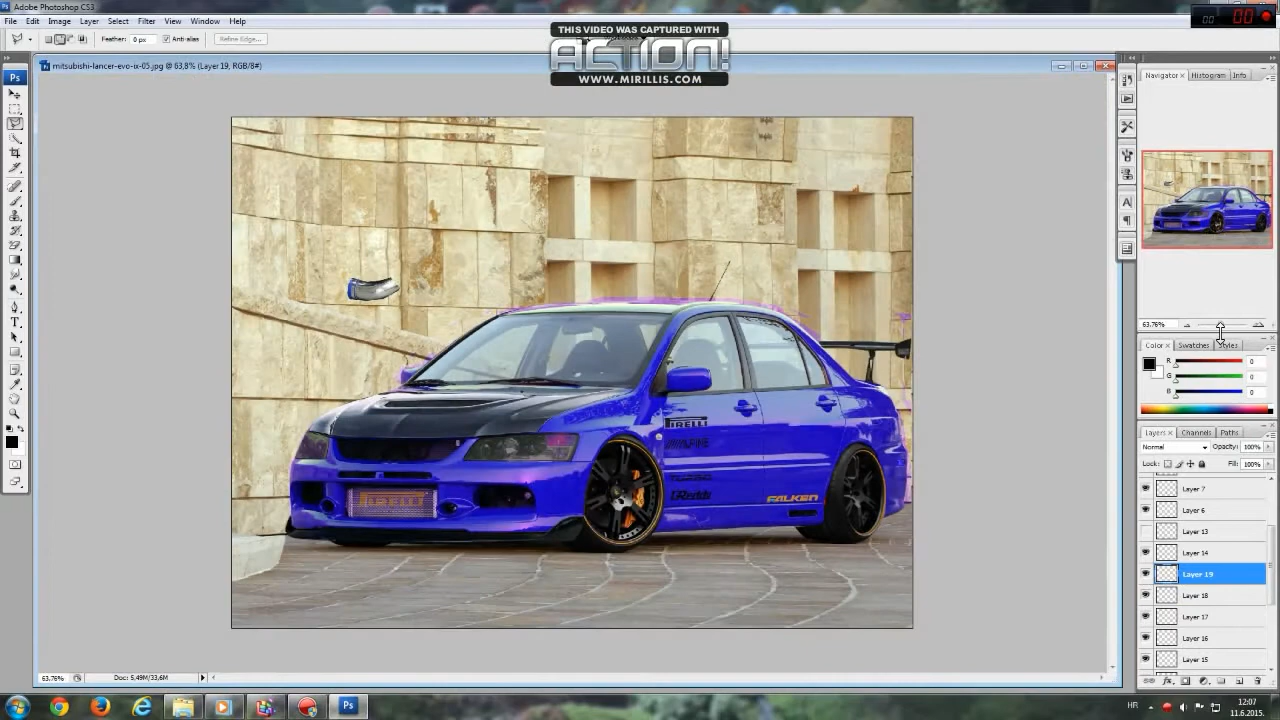 Adobe Photoshop CS3
File Edit Image Layer Select Filter View Window Help
Feather: 0 px Anti-alias Refine Edge...
THIS VIDEO WAS CAPTURED WITH
ACTION!
WWW.MIRILLIS.COM
00 00
Ps mitsubishi-lancer-evo-ix-05.jpg @ 63,8% (Layer 19, RGB/8#)
Navigator x Histogram Info
63.76%
Color x Swatches Styles
R 0
G 0
B 0
Layers x Channels Paths
Normal Opacity: 100%
Lock: Fill: 100%
Layer 7
Layer 6
Layer 13
Layer 14
Layer 19
Layer 18
Layer 17
Layer 16
Layer 15
PIRELLI
FALKEN
PIRELLI
63,76% Doc: 5,49M/33,6M
HR
12:07
11.6.2015.